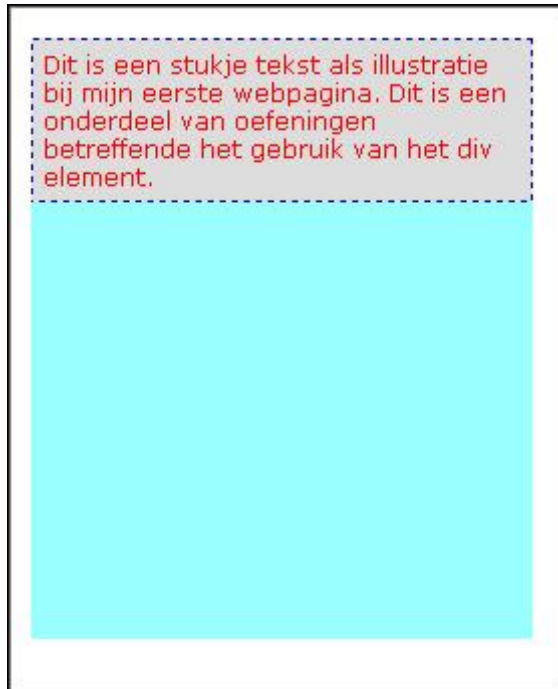 Dit is een stukje tekst als illustratie
bij mijn eerste webpagina. Dit is een
onderdeel van oefeningen
betreffende het gebruik van het div
element.